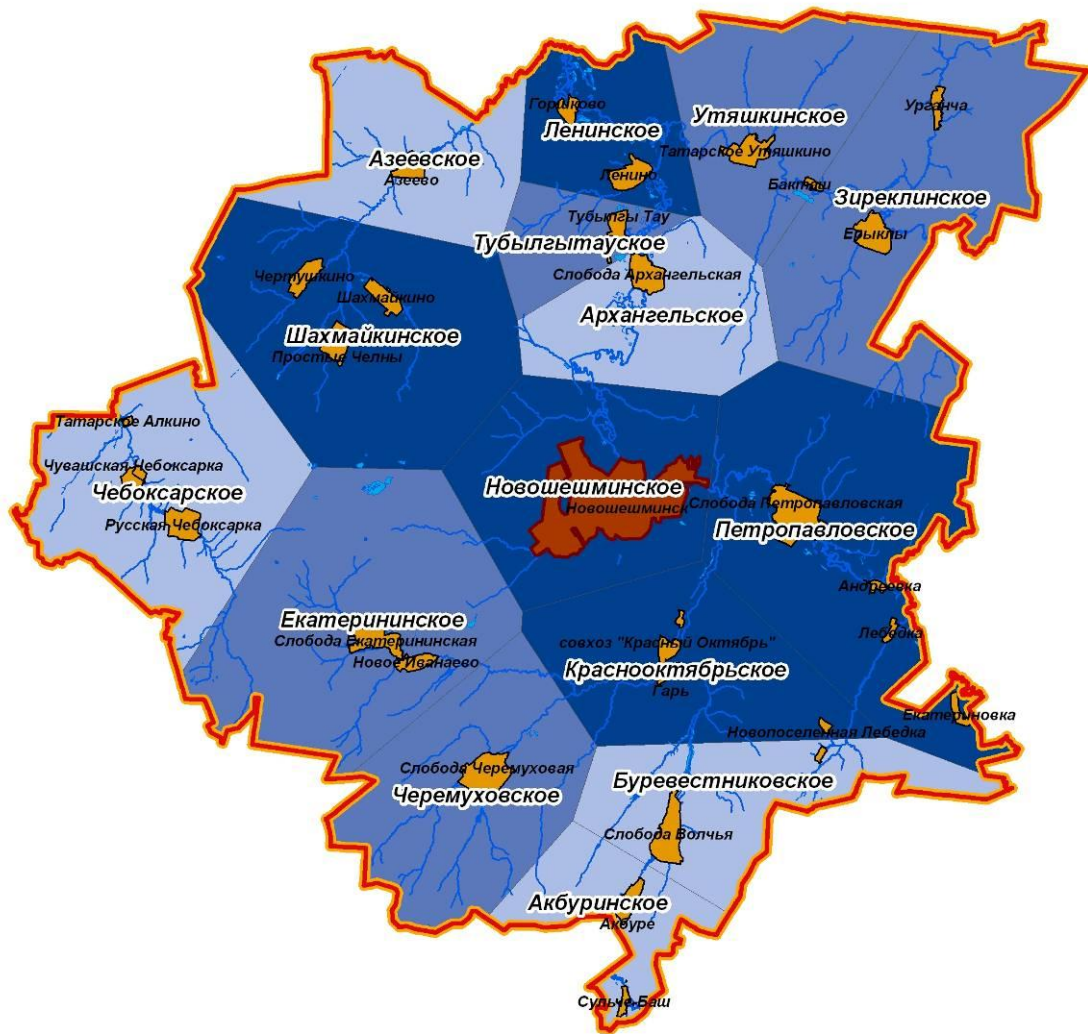 Горшково
Ленинское
Утяшкинское
Урганча
Татарское Утяшкино
Азеевское
Азеево
Ленино
Бактыш
Зиреклинское
Ерыклы
Тубылгы Тау
Тубылгытауское
Слобода Архангельская
Чертушкино
Шахмайкино
Архангельское
Шахмайкинское
Простые Челны
Татарское Алкино
Чувашская Чебоксарка
Чебоксарское
Русская Чебоксарка
Новошешминское
Новошешминск
Слобода Петропавловская
Петропавловское
Андреевка
Лебедка
Екатерининское
Слобода Екатерининская
Новое Иванаево
совхоз "Красный Октябрь"
Краснооктябрьское
Гарь
Екатериновка
Новопоселенная Лебедка
Слобода Черемуховая
Черемуховское
Буревестниковское
Слобода Волчья
Акбуринское
Акбуре
Сульче-Баш